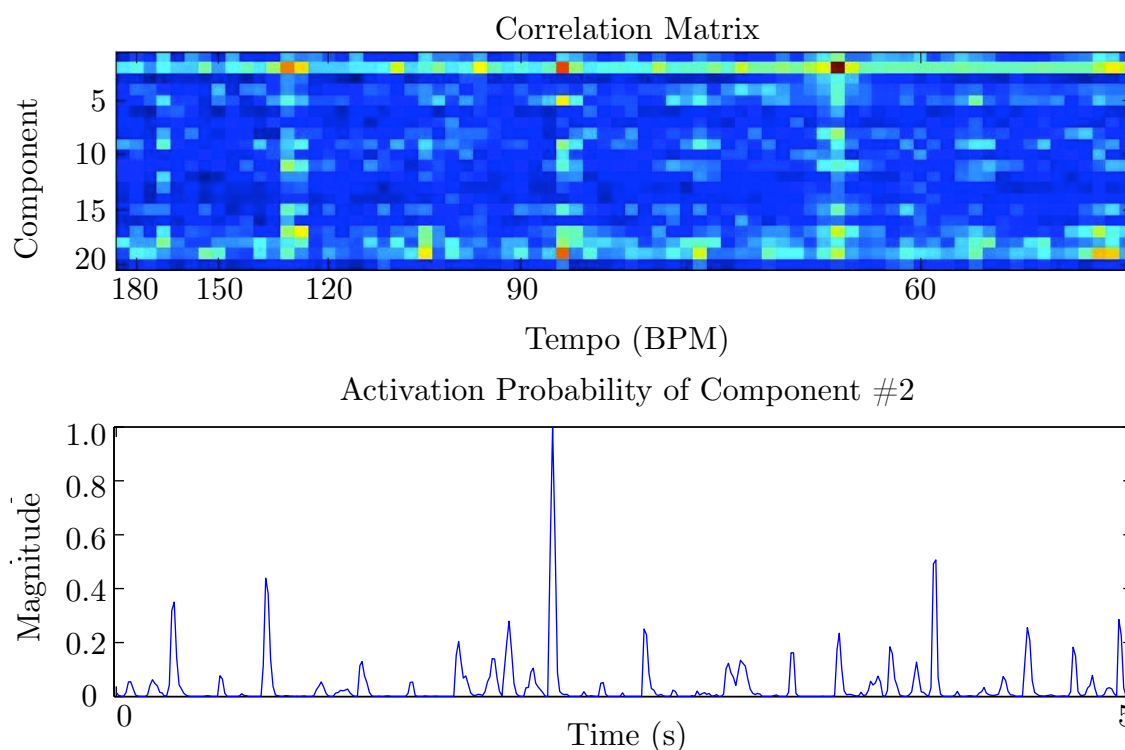 Correlation Matrix
Component
5
10
15
20
180 150 120 90 60
Tempo (BPM)
Activation Probability of Component #2
Magnitude
1.0
0.8
0.6
0.4
0.2
0
0 5
Time (s)